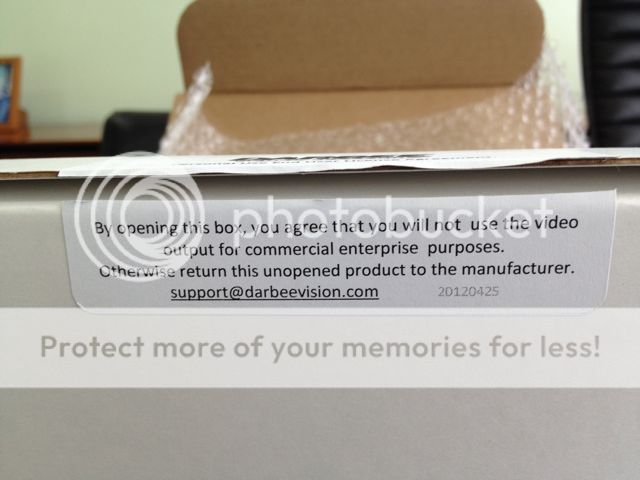 By opening this box, you agree that you will not use the video
output for commercial enterprise purposes.
Otherwise return this unopened product to the manufacturer.
support@darbeevision.com 20120425
photobucket
Protect more of your memories for less!